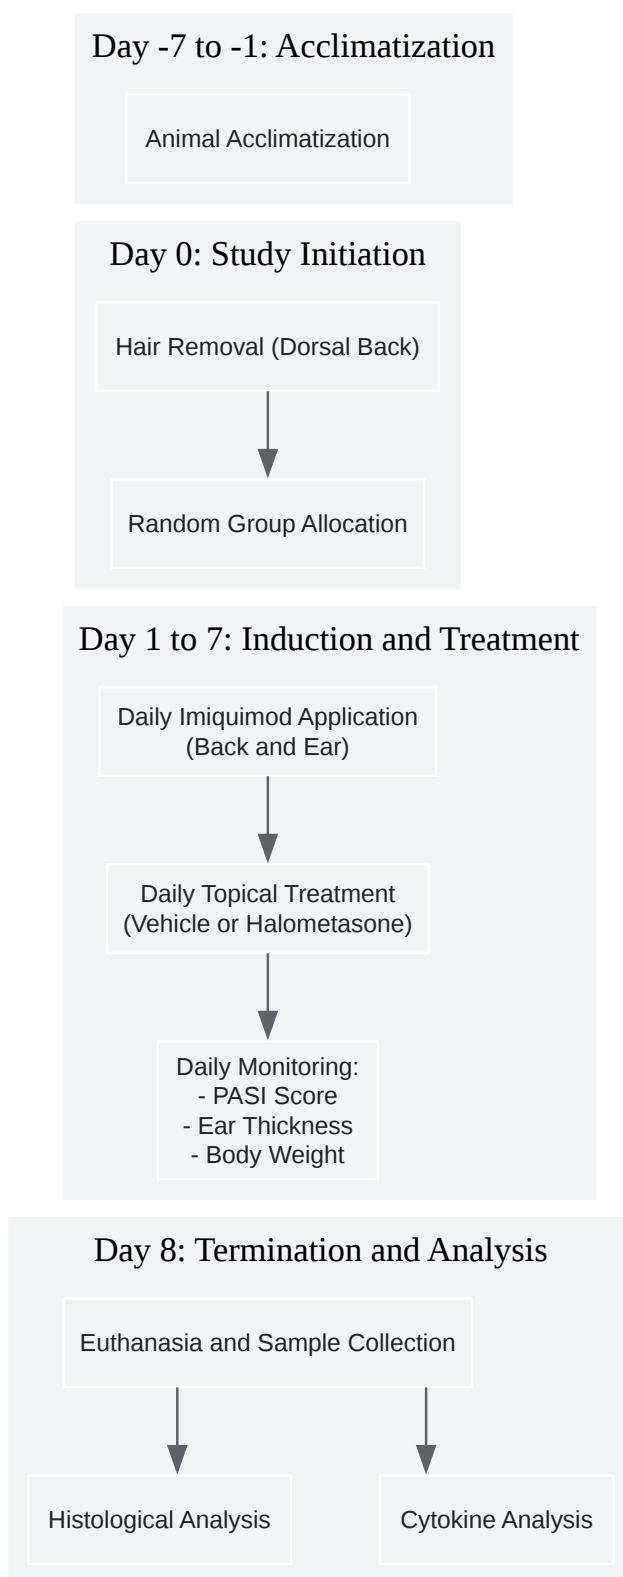 Day -7 to -1: Acclimatization
Animal Acclimatization
Day 0: Study Initiation
Hair Removal (Dorsal Back)
Random Group Allocation
Day 1 to 7: Induction and Treatment
Daily Imiquimod Application
(Back and Ear)
Daily Topical Treatment
(Vehicle or Halometasone)
Daily Monitoring:
- PASI Score
- Ear Thickness
- Body Weight
Day 8: Termination and Analysis
Euthanasia and Sample Collection
Histological Analysis
Cytokine Analysis